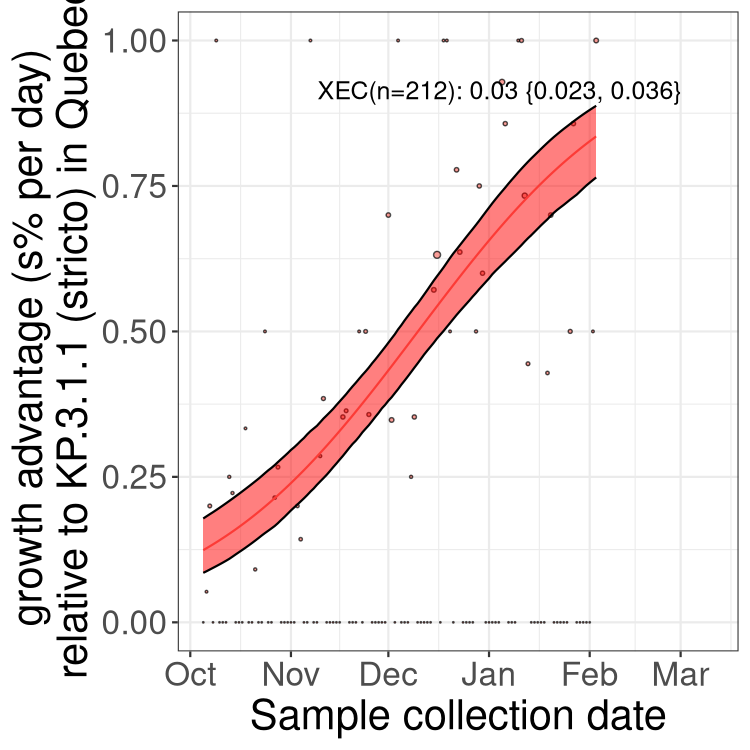 growth advantage (s% per day)
relative to KP.3.1.1 (stricto) in Quebec
1.00
0.75
0.50
0.25
0.00
XEC(n=212): 0.03 {0.023, 0.036}
Oct Nov Dec Jan Feb Mar
Sample collection date